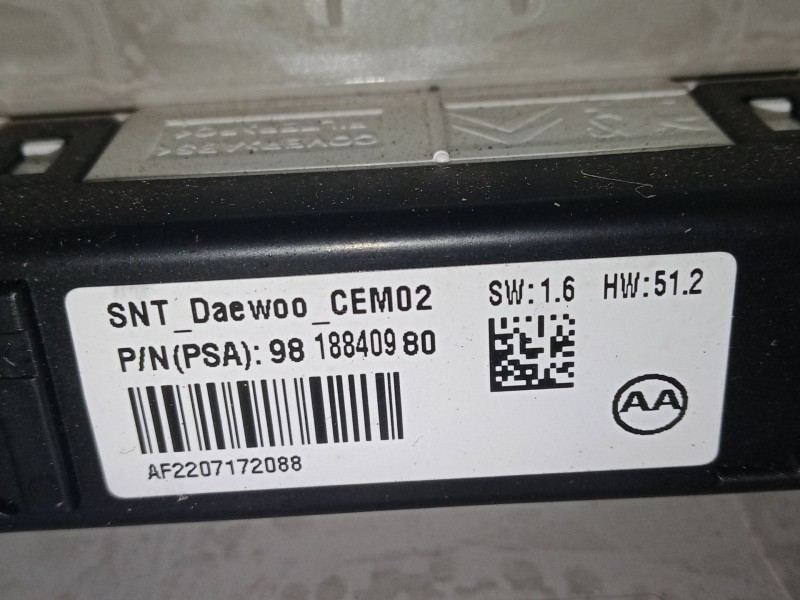 SNT_Daewoo_CEM02
SW:1.6 HW:51.2
P/N(PSA): 98 188409 80
AA
AF2207172088